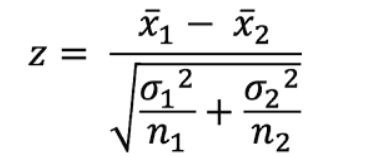 z = (x̄₁ − x̄₂) / √(σ₁²/n₁ + σ₂²/n₂)